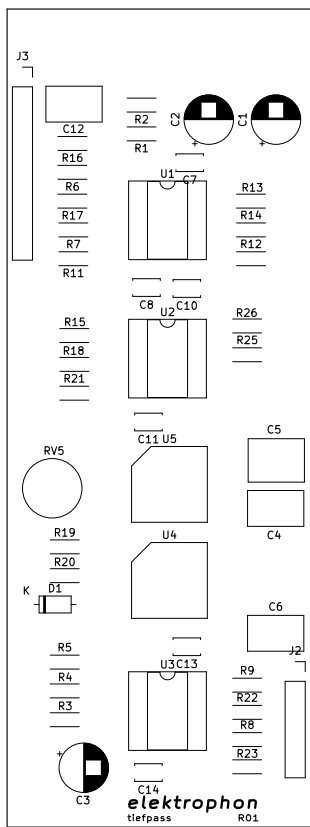 J3
C12
R2
R1
C2
C1
+
+
R16
U1
C7
R6
R13
R17
R14
R7
R12
R11
C8
C10
R15
U2
R26
R18
R25
R21
C11
U5
C5
RV5
C4
R19
U4
R20
K
D1
C6
R5
C13
J2
R4
U3
R9
R3
R22
R8
+
R23
C3
C14
elektrophon
tiefpass
R01